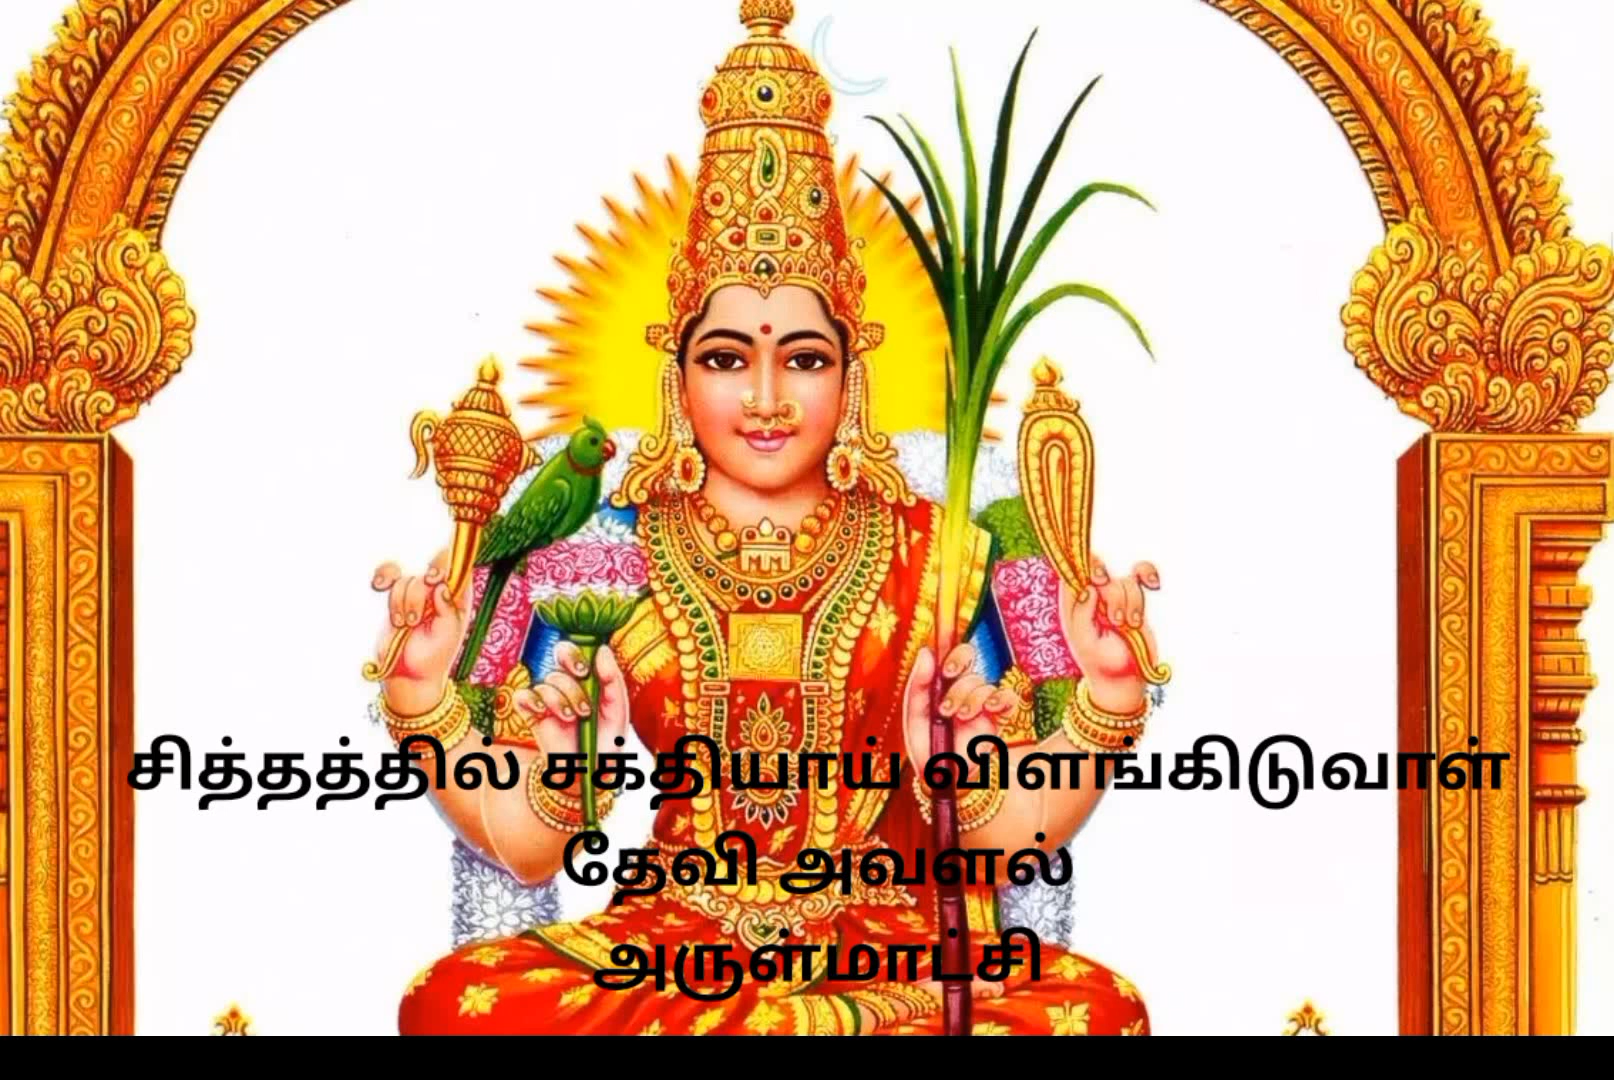 சித்தத்தில் சக்தியாய் விளங்கிடுவாள்
தேவி அவளல்
அருள்மாட்சி